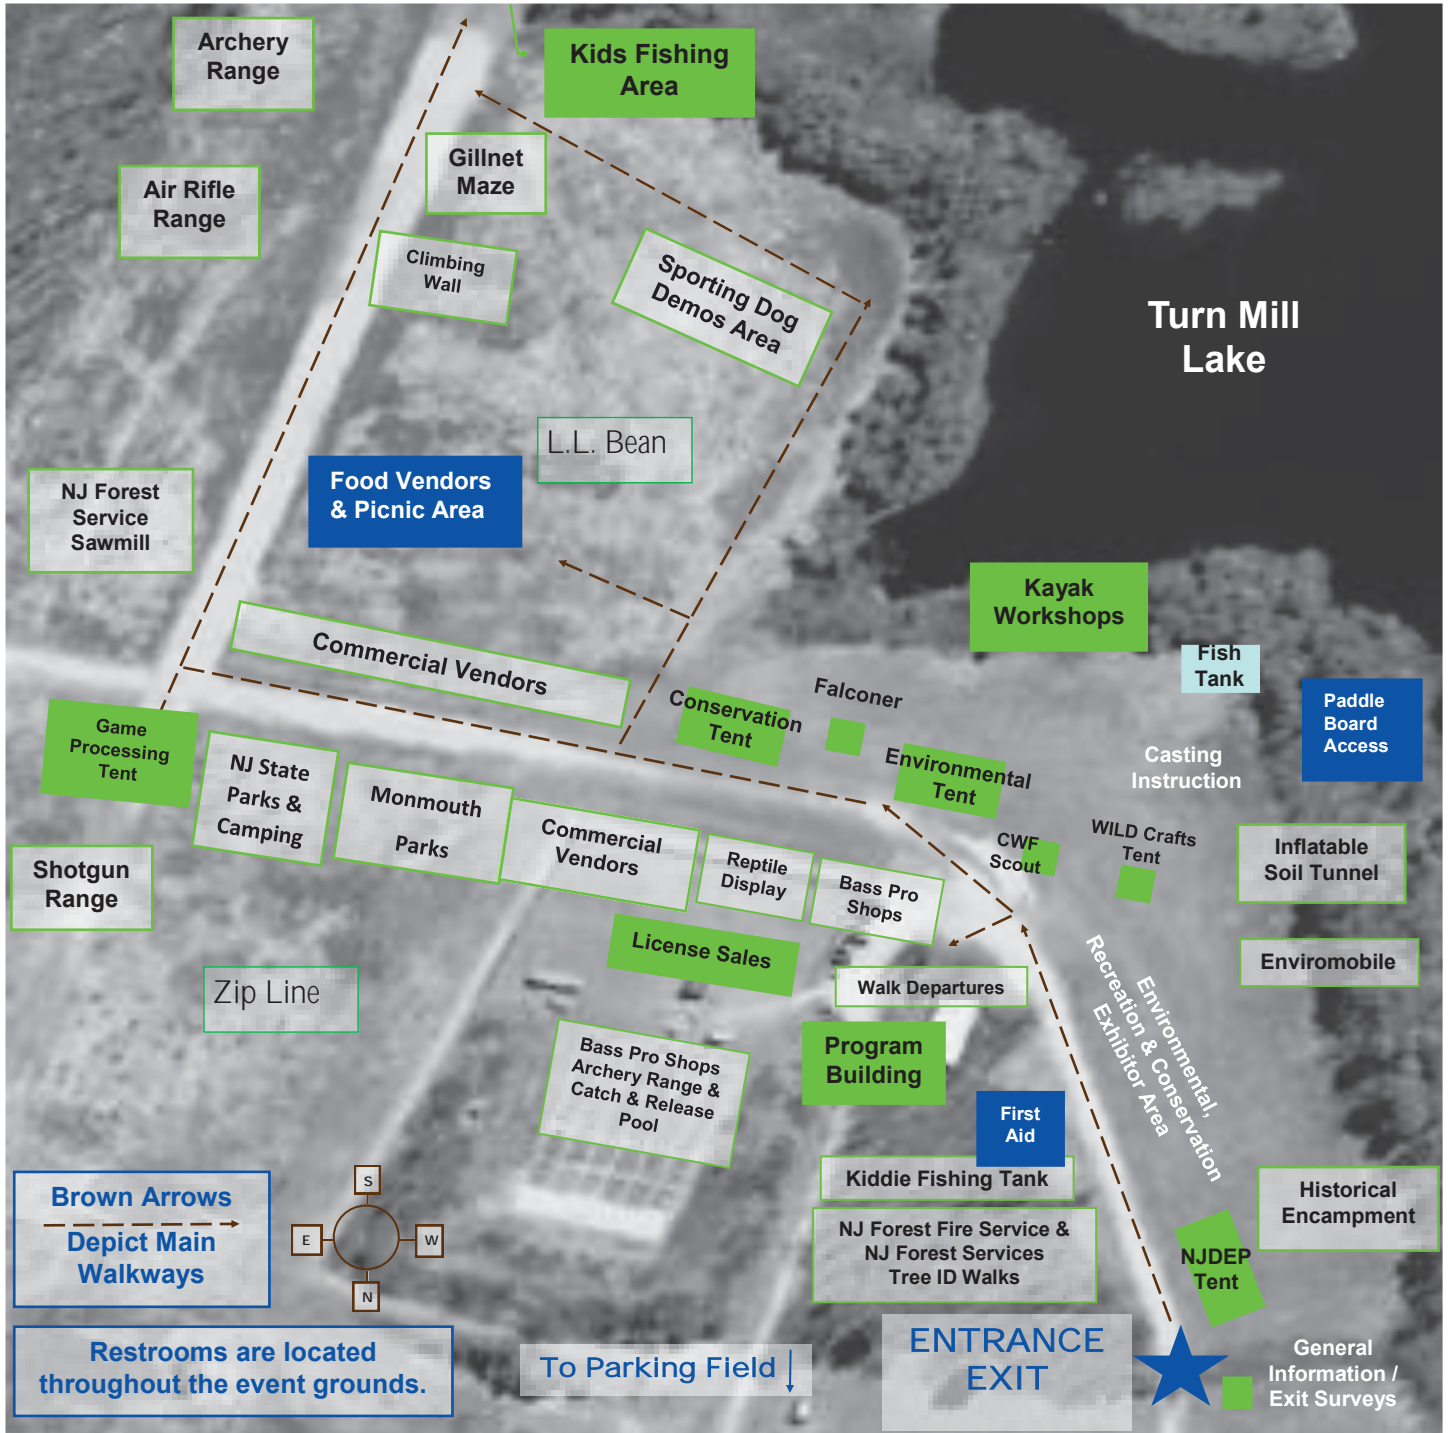 Archery
Range
Kids Fishing
Area
Gillnet
Maze
Air Rifle
Range
Climbing
Wall
Sporting Dog
Demos Area
Turn Mill
Lake
L.L. Bean
Food Vendors
& Picnic Area
NJ Forest
Service
Sawmill
Kayak
Workshops
Commercial Vendors
Fish
Tank
Falconer
Conservation
Tent
Paddle
Board
Access
Game
Processing
Tent
NJ State
Parks &
Camping
Monmouth
Parks
Environmental
Tent
Casting
Instruction
Commercial
Vendors
Reptile
Display
Bass Pro
Shops
CWF
Scout
WILD Crafts
Tent
Inflatable
Soil Tunnel
Shotgun
Range
License Sales
Enviromobile
Zip Line
Walk Departures
Environmental,
Recreation & Conservation
Exhibitor Area
Program
Building
Bass Pro Shops
Archery Range &
Catch & Release
Pool
First
Aid
Kiddie Fishing Tank
Historical
Encampment
Brown Arrows
Depict Main
Walkways
S
E
W
N
NJ Forest Fire Service &
NJ Forest Services
Tree ID Walks
NJDEP
Tent
Restrooms are located
throughout the event grounds.
To Parking Field
ENTRANCE
EXIT
General
Information /
Exit Surveys